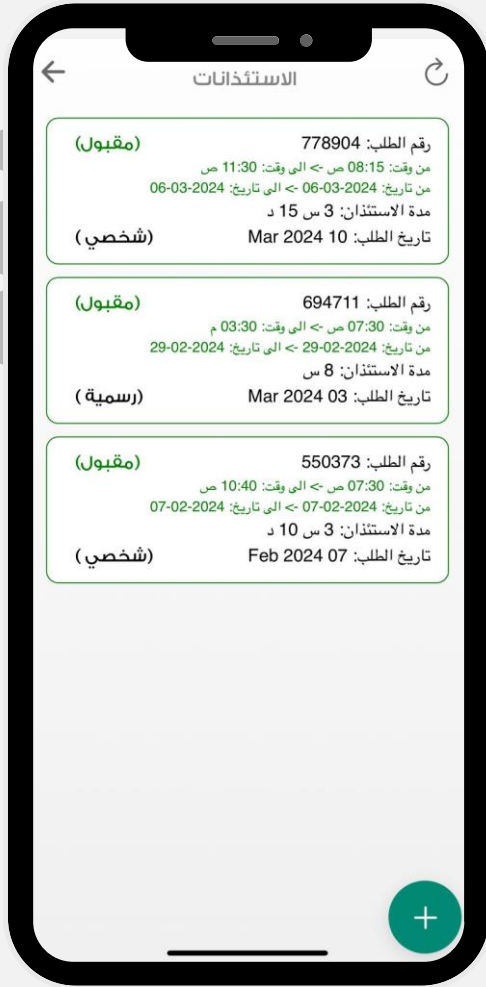 الاستئذانات
رقم الطلب: 778904 (مقبول)
من وقت: 08:15 ص -> الى وقت: 11:30 ص
من تاريخ: 2024-03-06 -> الى تاريخ: 2024-03-06
مدة الاستئذان: 3 س 15 د
تاريخ الطلب: 10 Mar 2024 (شخصي )
رقم الطلب: 694711 (مقبول)
من وقت: 07:30 ص -> الى وقت: 03:30 م
من تاريخ: 2024-02-29 -> الى تاريخ: 2024-02-29
مدة الاستئذان: 8 س
تاريخ الطلب: 03 Mar 2024 (رسمية )
رقم الطلب: 550373 (مقبول)
من وقت: 07:30 ص -> الى وقت: 10:40 ص
من تاريخ: 2024-02-07 -> الى تاريخ: 2024-02-07
مدة الاستئذان: 3 س 10 د
تاريخ الطلب: 07 Feb 2024 (شخصي )